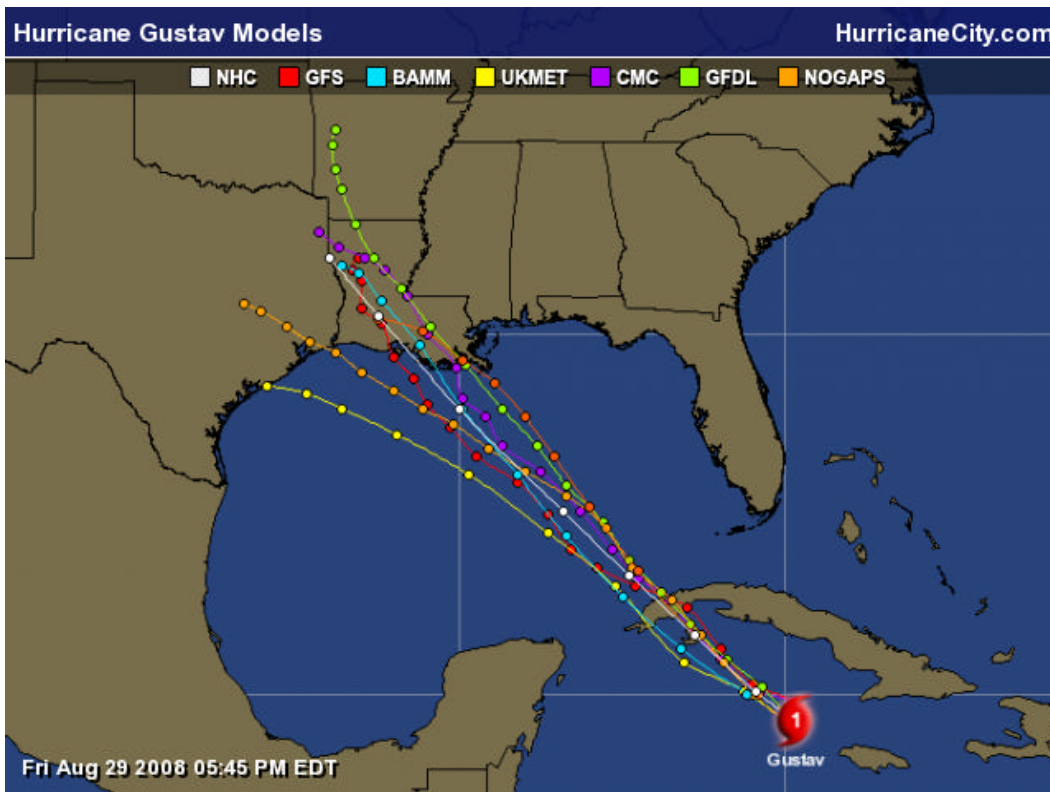 Hurricane Gustav Models
HurricaneCity.com
NHC GFS BAMM UKMET CMC GFDL NOGAPS
1
Gustav
Fri Aug 29 2008 05:45 PM EDT